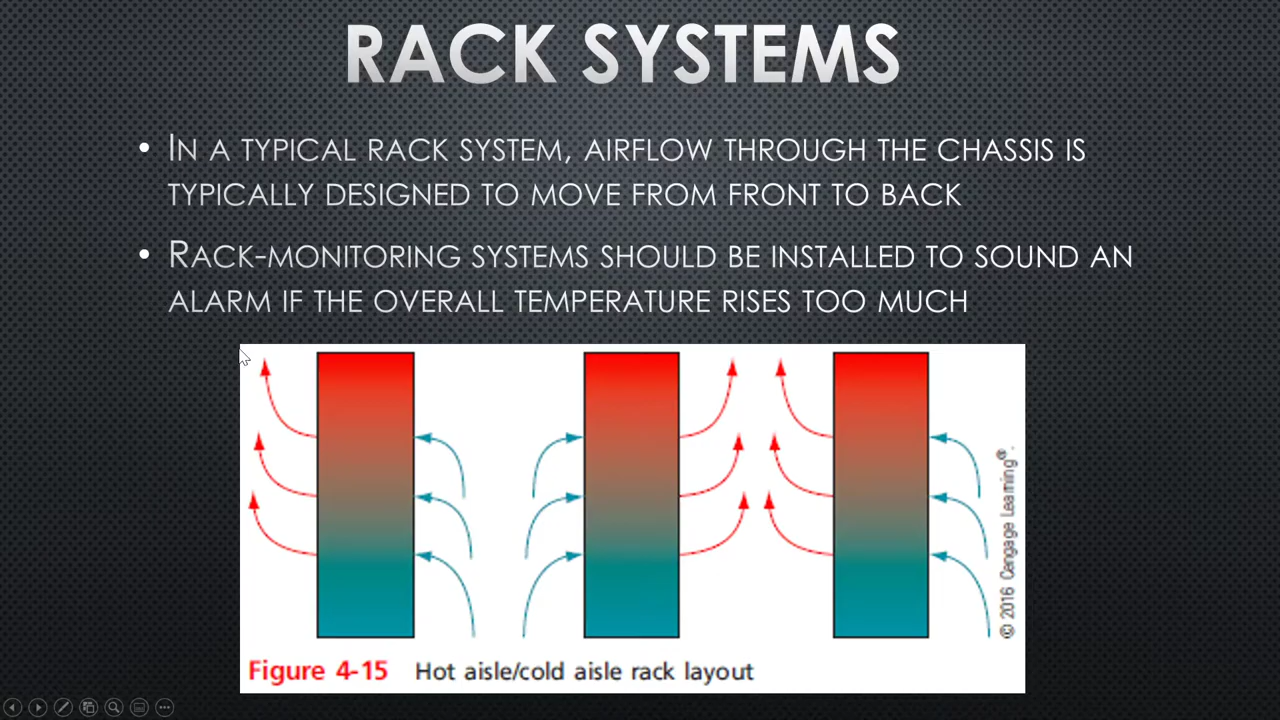 RACK SYSTEMS
• IN A TYPICAL RACK SYSTEM, AIRFLOW THROUGH THE CHASSIS IS
TYPICALLY DESIGNED TO MOVE FROM FRONT TO BACK
• RACK-MONITORING SYSTEMS SHOULD BE INSTALLED TO SOUND AN
ALARM IF THE OVERALL TEMPERATURE RISES TOO MUCH
© 2016 Cengage Learning®.
Figure 4-15 Hot aisle/cold aisle rack layout